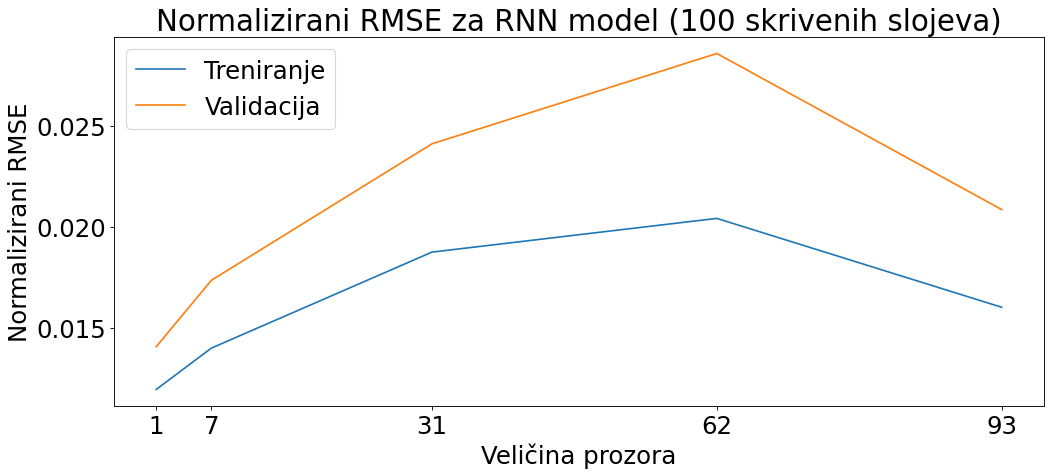 Normalizirani RMSE za RNN model (100 skrivenih slojeva)
Treniranje
Validacija
Normalizirani RMSE
0.025
0.020
0.015
1 7 31 62 93
Veličina prozora